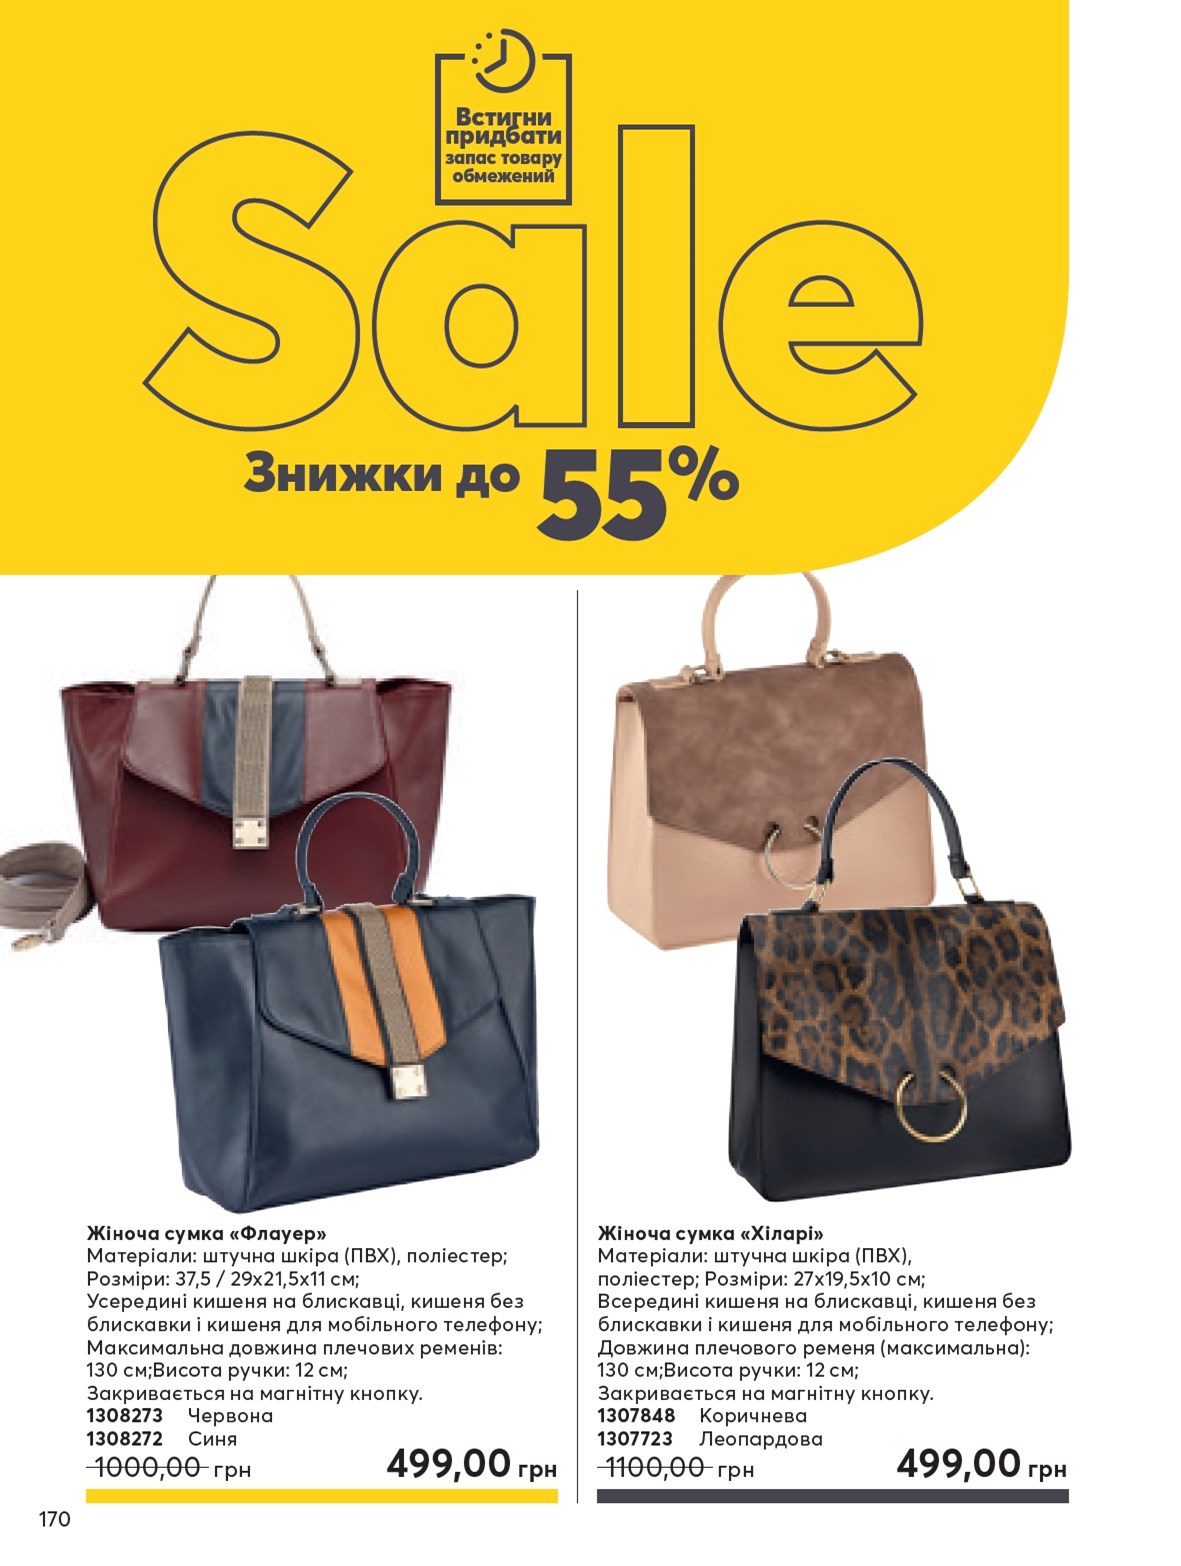 Встигни
придбати
запас товару
обмежений
Sale
Знижки до 55%
Жіноча сумка «Флауер»
Матеріали: штучна шкіра (ПВХ), поліестер;
Розміри: 37,5 / 29х21,5х11 см;
Усередині кишеня на блискавці, кишеня без
блискавки і кишеня для мобільного телефону;
Максимальна довжина плечових ременів:
130 см;Висота ручки: 12 см;
Закривається на магнітну кнопку.
1308273 Червона
1308272 Синя
1000,00 грн 499,00 грн
Жіноча сумка «Хіларі»
Матеріали: штучна шкіра (ПВХ),
поліестер; Розміри: 27х19,5х10 см;
Всередині кишеня на блискавці, кишеня без
блискавки і кишеня для мобільного телефону;
Довжина плечового ременя (максимальна):
130 см;Висота ручки: 12 см;
Закривається на магнітну кнопку.
1307848 Коричнева
1307723 Леопардова
1100,00 грн 499,00 грн
170